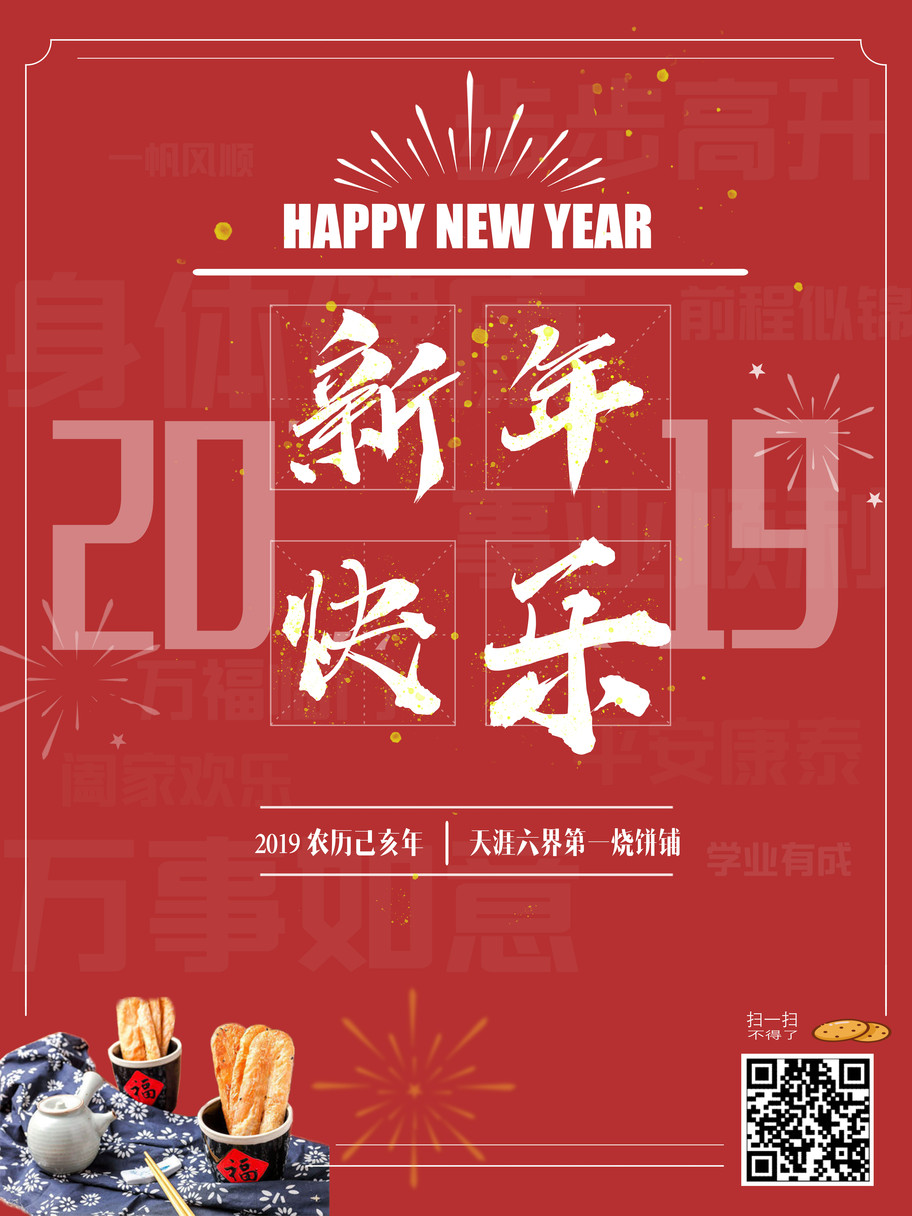 步步高升
一帆风顺
HAPPY NEW YEAR
身体健康
前程似锦
新年
2019
事业顺利
快乐
万福临门
平安康泰
阖家欢乐
2019 农历己亥年 | 天涯六界第一烧饼铺
万事如意
学业有成
扫一扫
不得了
福
福